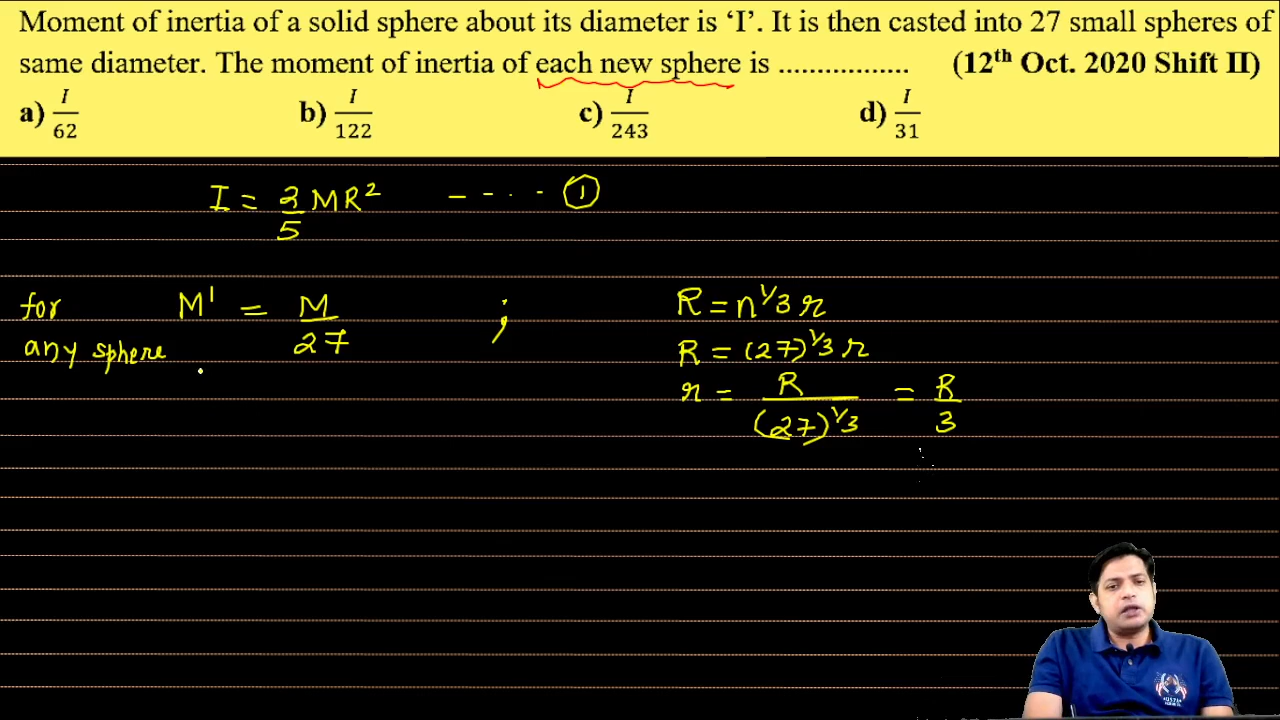 Moment of inertia of a solid sphere about its diameter is ‘I’. It is then casted into 27 small spheres of
same diameter. The moment of inertia of each new sphere is ................. (12th Oct. 2020 Shift II)
a) I/62 b) I/122 c) I/243 d) I/31
I = 2/5 MR² - - - - ①
for any sphere M' = M/27 ;
R = n^1/3 r
R = (27)^1/3 r
r = R/(27)^1/3 = R/3